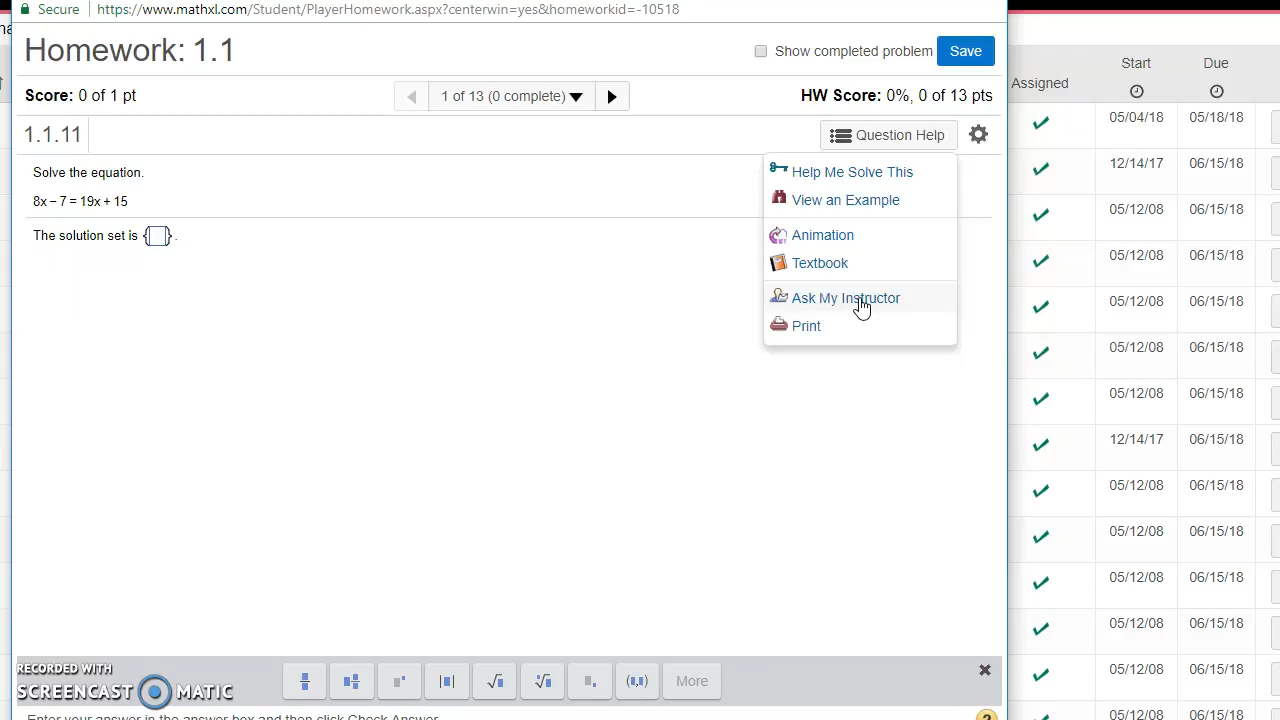 Secure https://www.mathxl.com/Student/PlayerHomework.aspx?centerwin=yes&homeworkid=-10518
Homework: 1.1
Show completed problem
Save
Score: 0 of 1 pt
1 of 13 (0 complete)
HW Score: 0%, 0 of 13 pts
1.1.11
Question Help
Solve the equation.
8x − 7 = 19x + 15
The solution set is { }.
Help Me Solve This
View an Example
Animation
Textbook
Ask My Instructor
Print
Assigned Start Due
05/04/18 05/18/18
12/14/17 06/15/18
05/12/08 06/15/18
05/12/08 06/15/18
05/12/08 06/15/18
05/12/08 06/15/18
05/12/08 06/15/18
12/14/17 06/15/18
05/12/08 06/15/18
05/12/08 06/15/18
05/12/08 06/15/18
05/12/08 06/15/18
05/12/08 06/15/18
05/12/08 06/15/18
RECORDED WITH
SCREENCAST MATIC
(,) More
Enter your answer in the answer box and then click Check Answer.
?